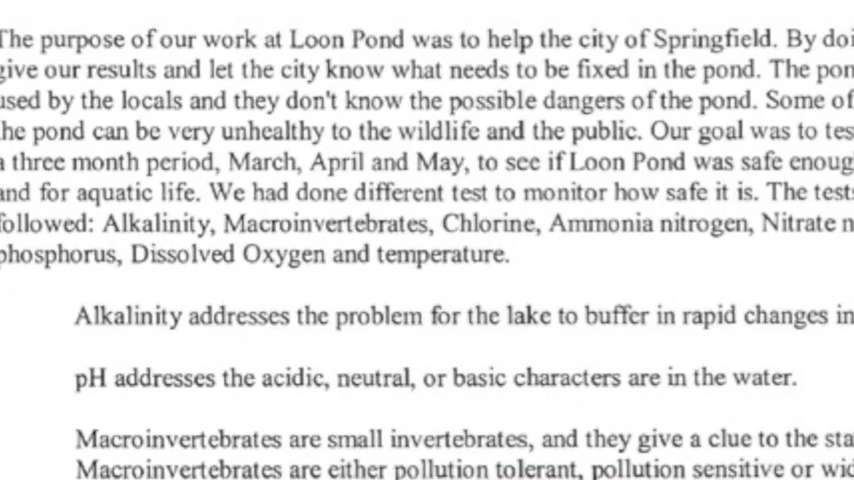 The purpose of our work at Loon Pond was to help the city of Springfield. By doi
give our results and let the city know what needs to be fixed in the pond. The pon
used by the locals and they don't know the possible dangers of the pond. Some of
the pond can be very unhealthy to the wildlife and the public. Our goal was to tes
a three month period, March, April and May, to see if Loon Pond was safe enoug
and for aquatic life. We had done different test to monitor how safe it is. The tests
followed: Alkalinity, Macroinvertebrates, Chlorine, Ammonia nitrogen, Nitrate n
phosphorus, Dissolved Oxygen and temperature.
Alkalinity addresses the problem for the lake to buffer in rapid changes in
pH addresses the acidic, neutral, or basic characters are in the water.
Macroinvertebrates are small invertebrates, and they give a clue to the sta
Macroinvertebrates are either pollution tolerant, pollution sensitive or wid